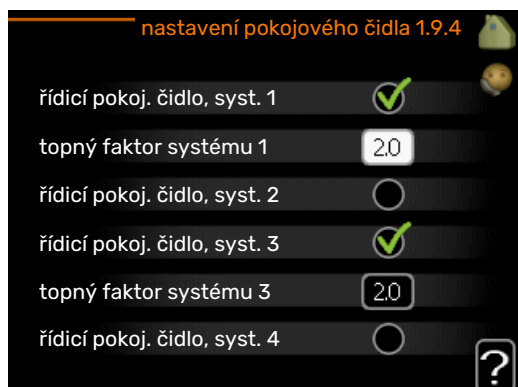 nastavení pokojového čidla 1.9.4
řídicí pokoj. čidlo, syst. 1
topný faktor systému 1 2.0
řídicí pokoj. čidlo, syst. 2
řídicí pokoj. čidlo, syst. 3
topný faktor systému 3 2.0
řídicí pokoj. čidlo, syst. 4
?